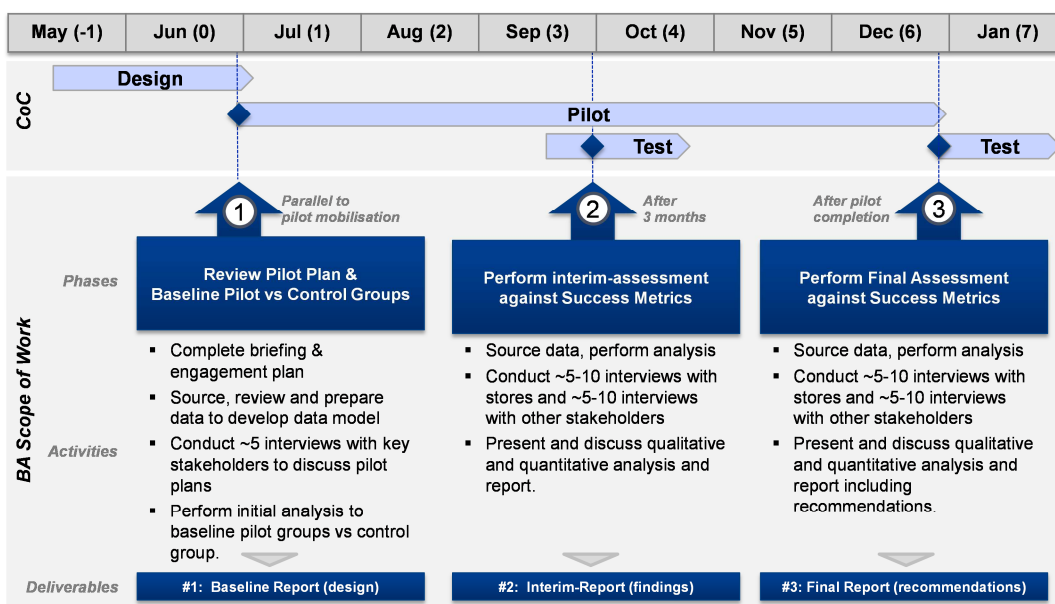 May (-1) Jun (0) Jul (1) Aug (2) Sep (3) Oct (4) Nov (5) Dec (6) Jan (7)
CoC
Design
Pilot
Test
Test
BA Scope of Work
1
Parallel to
pilot mobilisation
2
After
3 months
After pilot
completion
3
Phases
Review Pilot Plan &
Baseline Pilot vs Control Groups
Perform interim-assessment
against Success Metrics
Perform Final Assessment
against Success Metrics
Activities
▪ Complete briefing &
engagement plan
▪ Source, review and prepare
data to develop data model
▪ Conduct ~5 interviews with key
stakeholders to discuss pilot
plans
▪ Perform initial analysis to
baseline pilot groups vs control
group.
▪ Source data, perform analysis
▪ Conduct ~5-10 interviews with
stores and ~5-10 interviews
with other stakeholders
▪ Present and discuss qualitative
and quantitative analysis and
report.
▪ Source data, perform analysis
▪ Conduct ~5-10 interviews with
stores and ~5-10 interviews
with other stakeholders
▪ Present and discuss qualitative
and quantitative analysis and
report including
recommendations.
Deliverables
#1: Baseline Report (design)
#2: Interim-Report (findings)
#3: Final Report (recommendations)